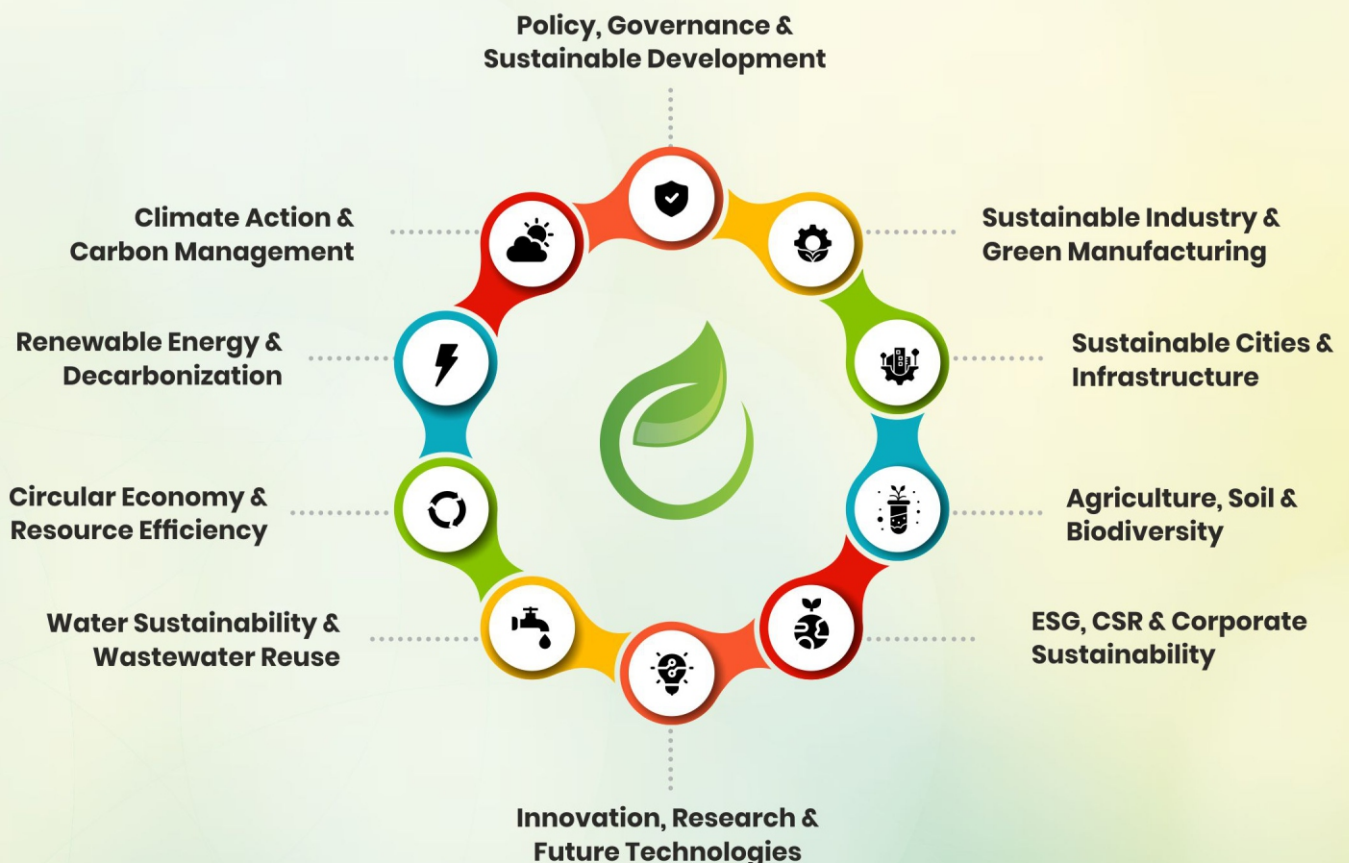 Policy, Governance &
Sustainable Development
Climate Action &
Carbon Management
Sustainable Industry &
Green Manufacturing
Renewable Energy &
Decarbonization
Sustainable Cities &
Infrastructure
Circular Economy &
Resource Efficiency
Agriculture, Soil &
Biodiversity
Water Sustainability &
Wastewater Reuse
ESG, CSR & Corporate
Sustainability
Innovation, Research &
Future Technologies